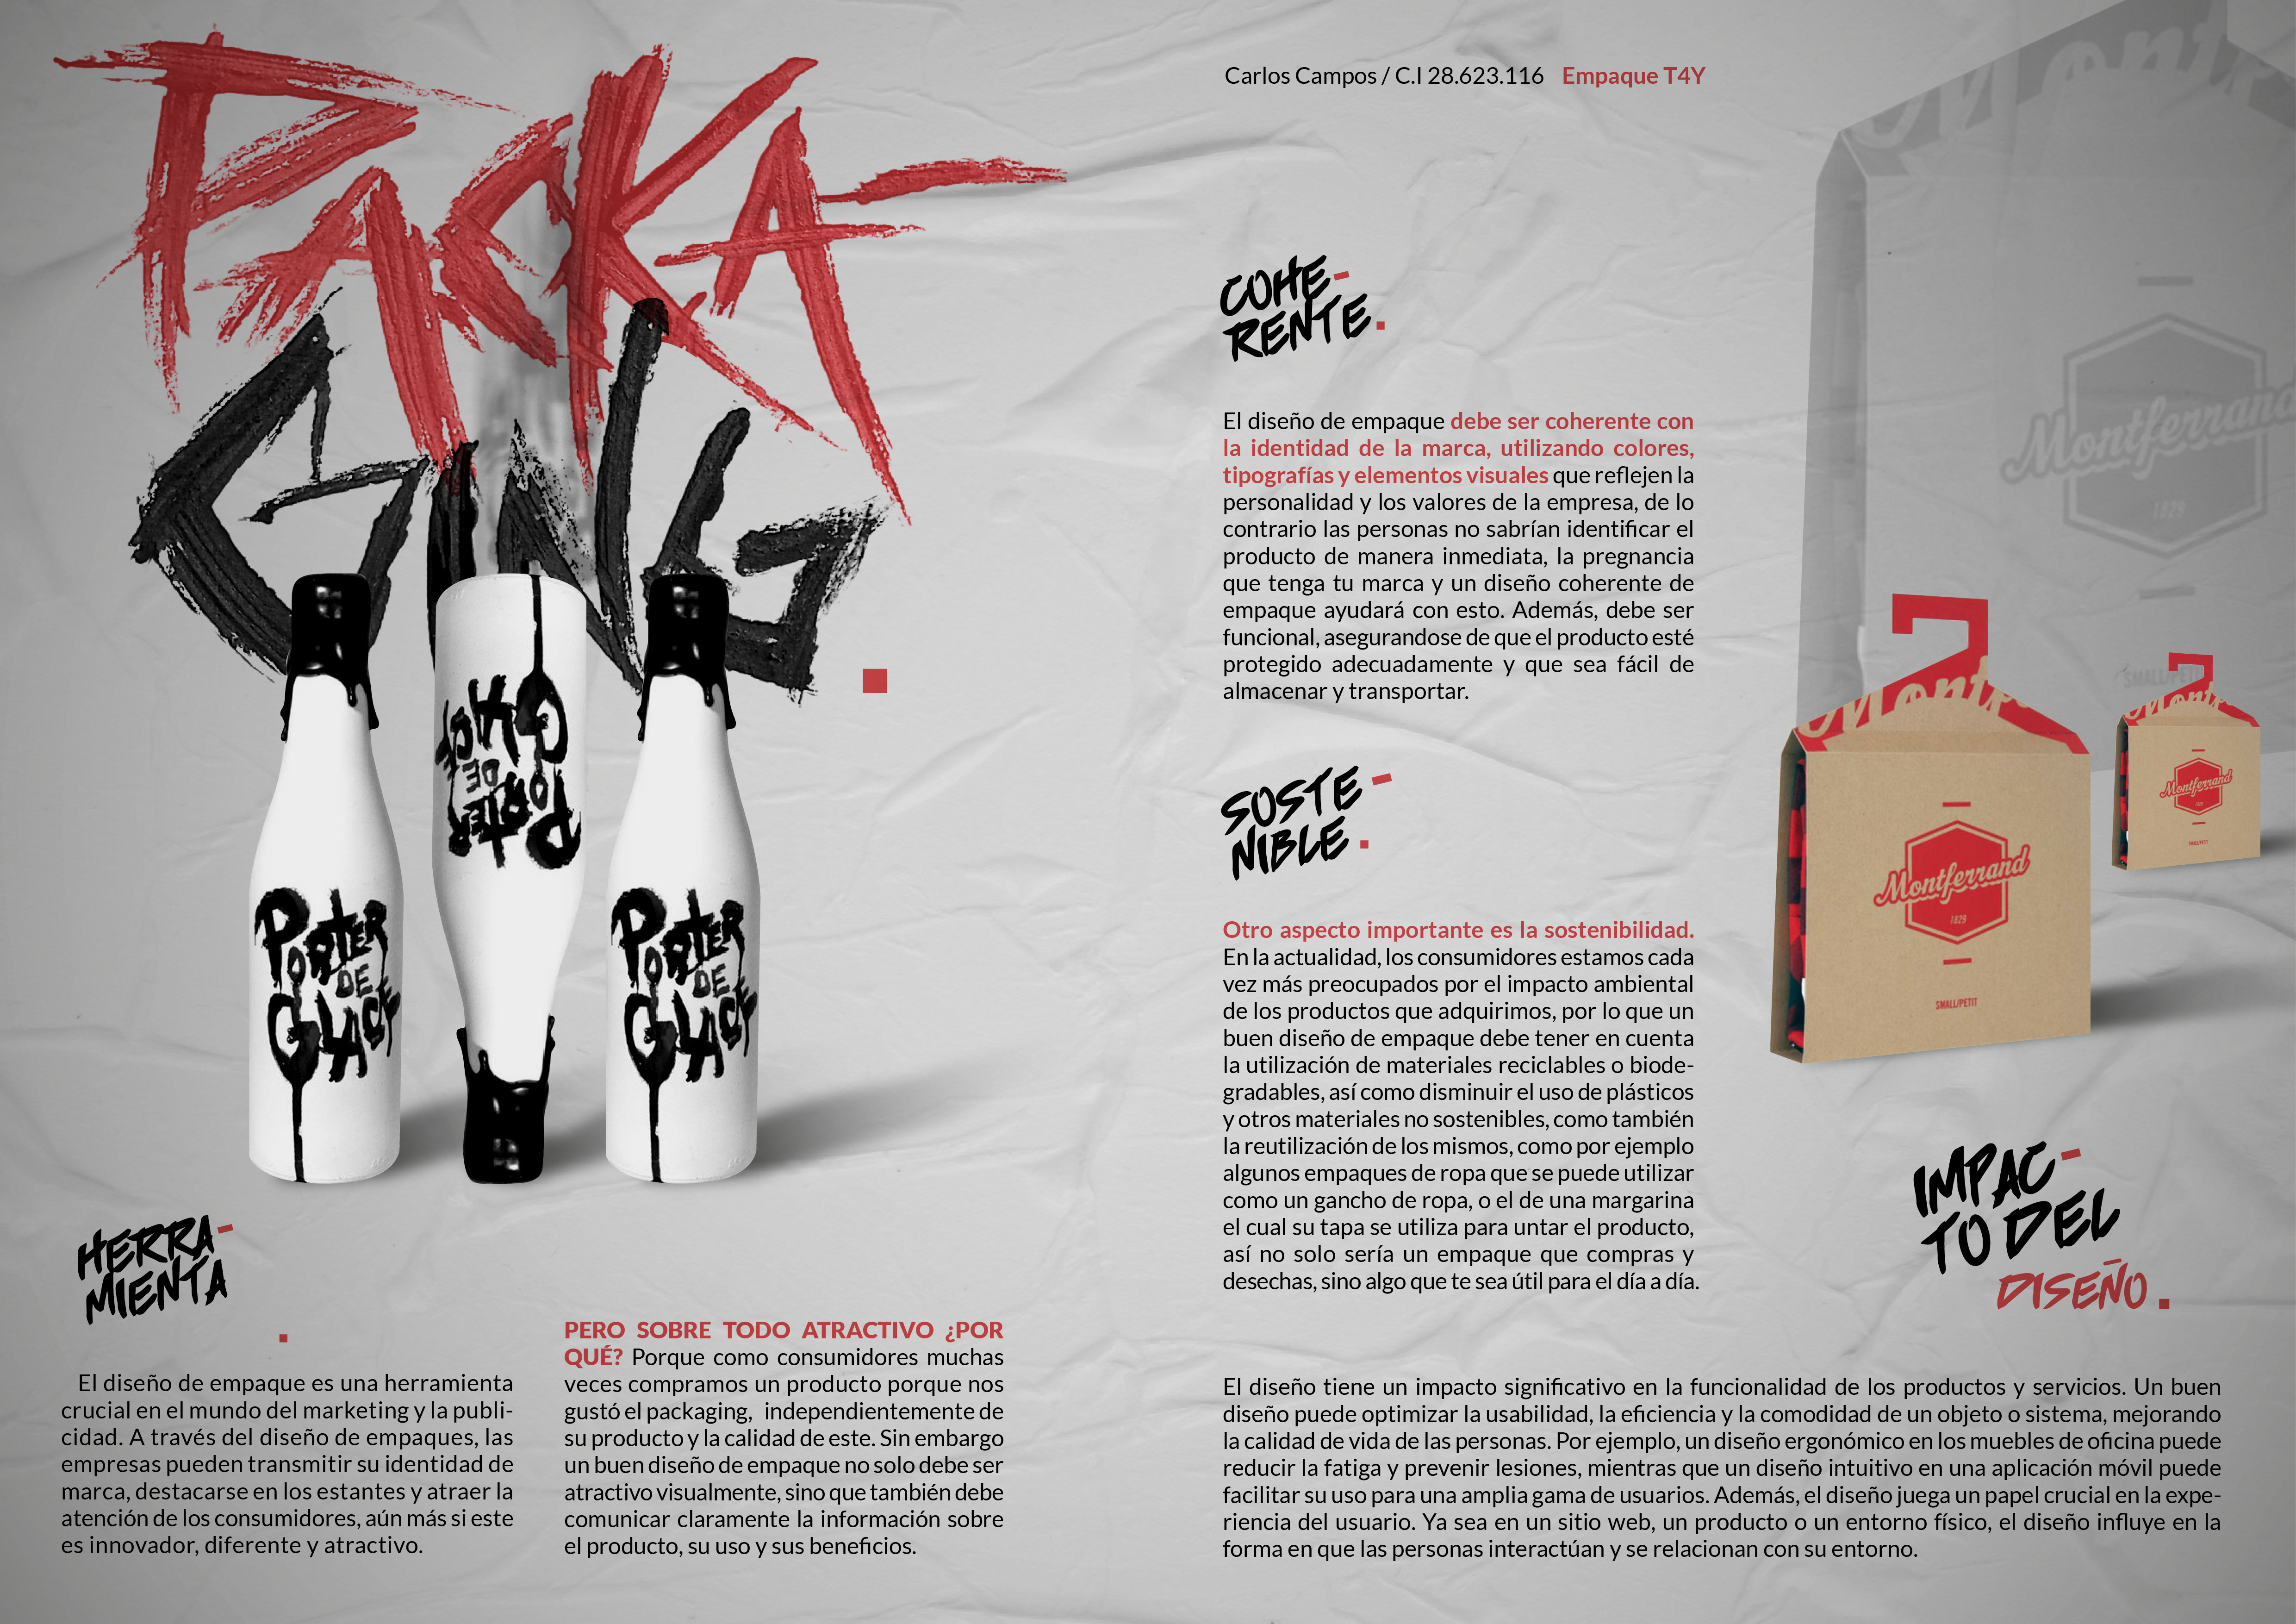 PACKA-
GING.
Carlos Campos / C.I 28.623.116 Empaque T4Y
PORTER
DE
GLACE
PORTER
DE
GLACE
PORTER
DE
GLACE
HERRA-
MIENTA.
El diseño de empaque es una herramienta
crucial en el mundo del marketing y la publi-
cidad. A través del diseño de empaques, las
empresas pueden transmitir su identidad de
marca, destacarse en los estantes y atraer la
atención de los consumidores, aún más si este
es innovador, diferente y atractivo.
PERO SOBRE TODO ATRACTIVO ¿POR
QUÉ? Porque como consumidores muchas
veces compramos un producto porque nos
gustó el packaging, independientemente de
su producto y la calidad de este. Sin embargo
un buen diseño de empaque no solo debe ser
atractivo visualmente, sino que también debe
comunicar claramente la información sobre
el producto, su uso y sus beneficios.
COHE-
RENTE.
El diseño de empaque debe ser coherente con
la identidad de la marca, utilizando colores,
tipografías y elementos visuales que reflejen la
personalidad y los valores de la empresa, de lo
contrario las personas no sabrían identificar el
producto de manera inmediata, la pregnancia
que tenga tu marca y un diseño coherente de
empaque ayudará con esto. Además, debe ser
funcional, asegurandose de que el producto esté
protegido adecuadamente y que sea fácil de
almacenar y transportar.
SOSTE-
NIBLE.
Otro aspecto importante es la sostenibilidad.
En la actualidad, los consumidores estamos cada
vez más preocupados por el impacto ambiental
de los productos que adquirimos, por lo que un
buen diseño de empaque debe tener en cuenta
la utilización de materiales reciclables o biode-
gradables, así como disminuir el uso de plásticos
y otros materiales no sostenibles, como también
la reutilización de los mismos, como por ejemplo
algunos empaques de ropa que se puede utilizar
como un gancho de ropa, o el de una margarina
el cual su tapa se utiliza para untar el producto,
así no solo sería un empaque que compras y
desechas, sino algo que te sea útil para el día a día.
Montferrand
1829
SMALL/PETIT
Montferrand
1829
SMALL/PETIT
Montferrand
1829
SMALL/PETIT
IMPAC-
TO DEL
DISEÑO.
El diseño tiene un impacto significativo en la funcionalidad de los productos y servicios. Un buen
diseño puede optimizar la usabilidad, la eficiencia y la comodidad de un objeto o sistema, mejorando
la calidad de vida de las personas. Por ejemplo, un diseño ergonómico en los muebles de oficina puede
reducir la fatiga y prevenir lesiones, mientras que un diseño intuitivo en una aplicación móvil puede
facilitar su uso para una amplia gama de usuarios. Además, el diseño juega un papel crucial en la expe-
riencia del usuario. Ya sea en un sitio web, un producto o un entorno físico, el diseño influye en la
forma en que las personas interactúan y se relacionan con su entorno.